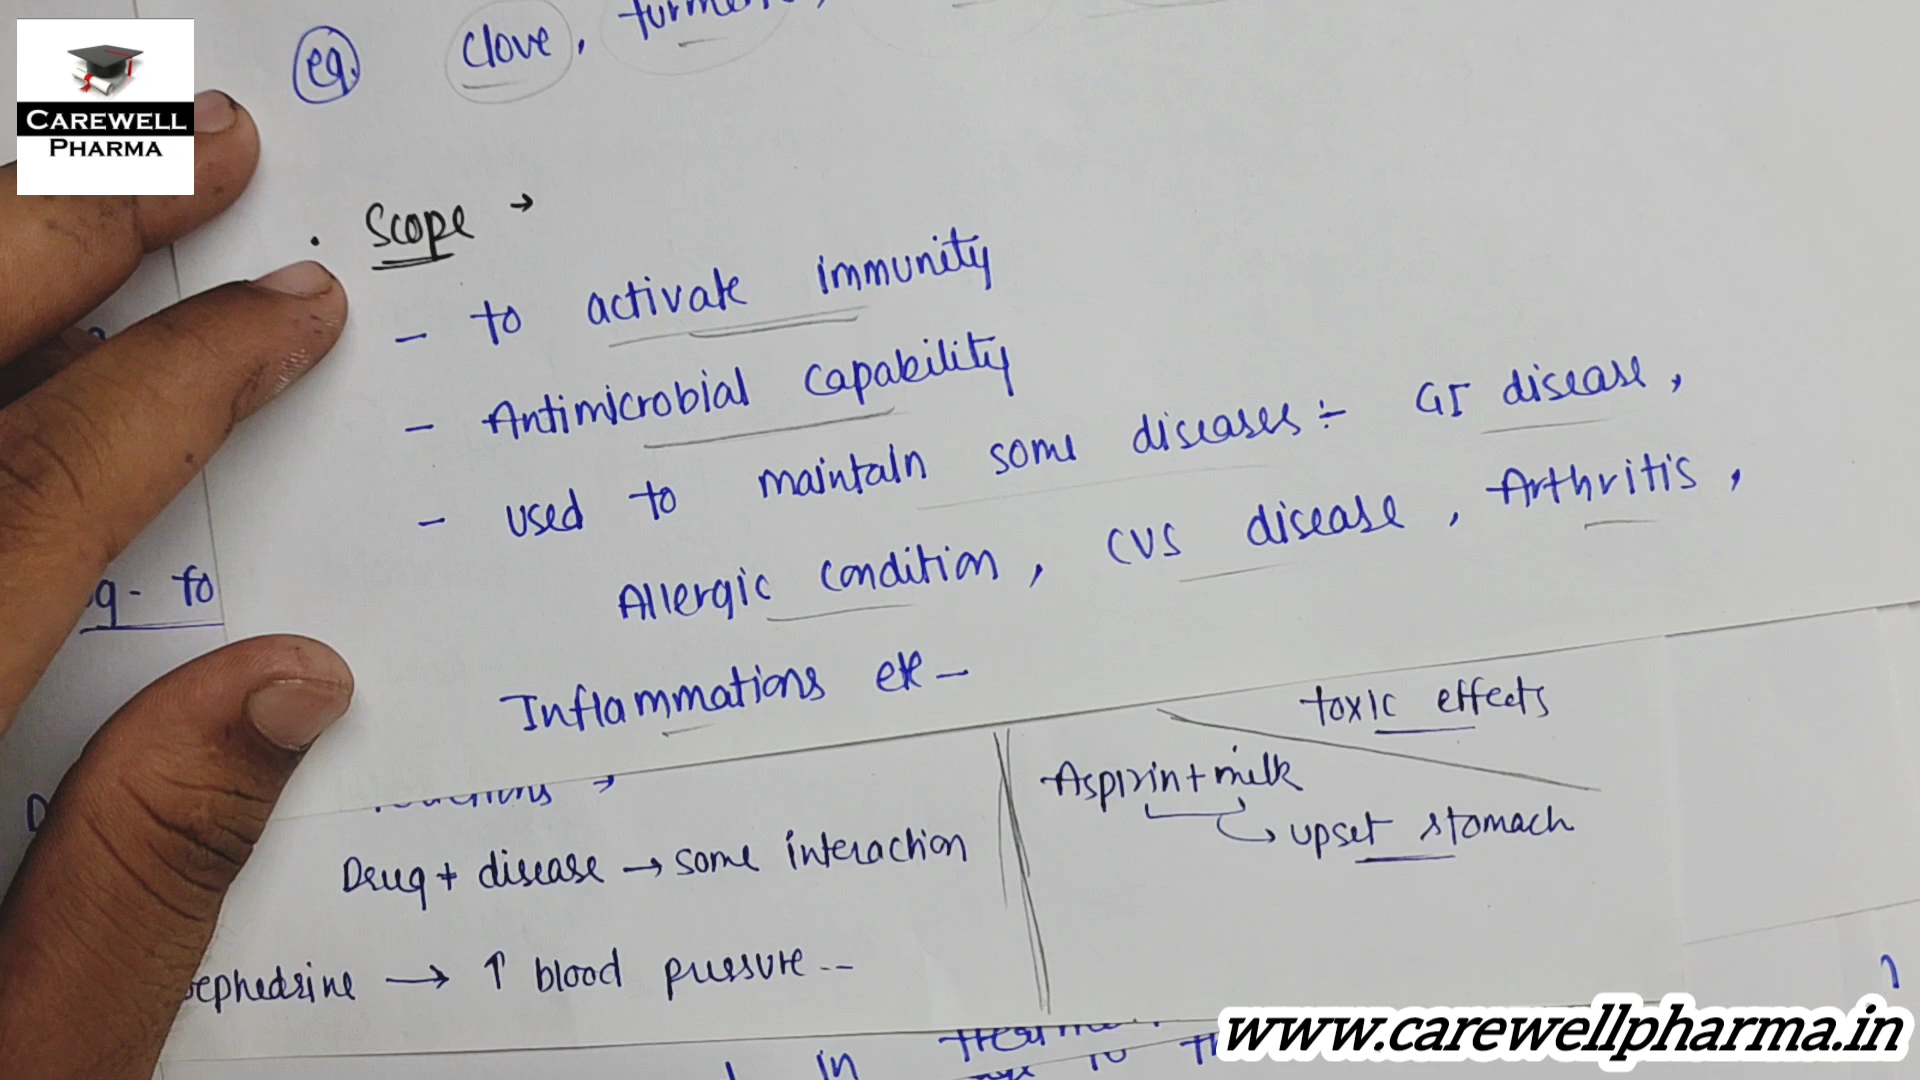 CAREWELL
PHARMA
eg. clove,
Scope →
- to activate immunity
- Antimicrobial capability
- used to maintain some diseases :- GI disease,
Allergic condition, CVS disease, Arthritis,
Inflammations etc -
g- to
toxic effects
Aspirin + milk
→ upset stomach
Drug + disease → some interaction
ephedrine → ↑ blood pressure --
in
www.carewellpharma.in